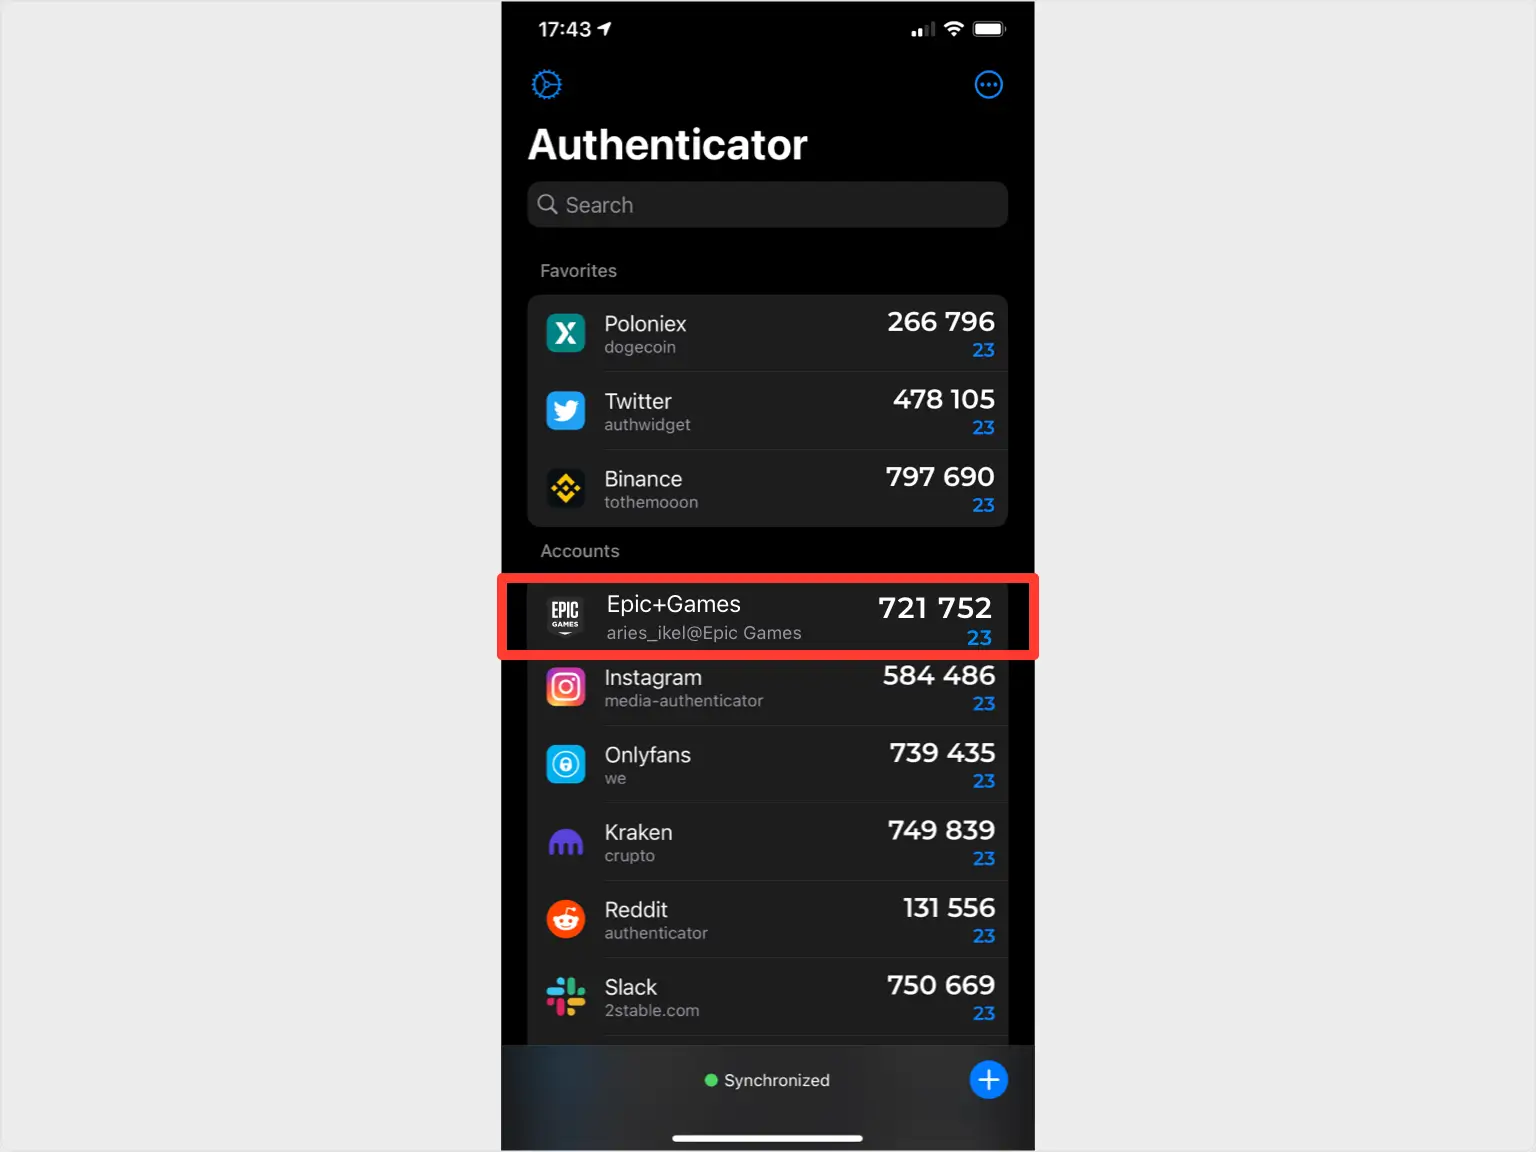 17:43
Authenticator
Search
Favorites
Poloniex 266 796
dogecoin 23
Twitter 478 105
authwidget 23
Binance 797 690
tothemooon 23
Accounts
EPIC
GAMES
Epic+Games 721 752
aries_ikel@Epic Games 23
Instagram 584 486
media-authenticator 23
Onlyfans 739 435
we 23
Kraken 749 839
crupto 23
Reddit 131 556
authenticator 23
Slack 750 669
2stable.com 23
Synchronized